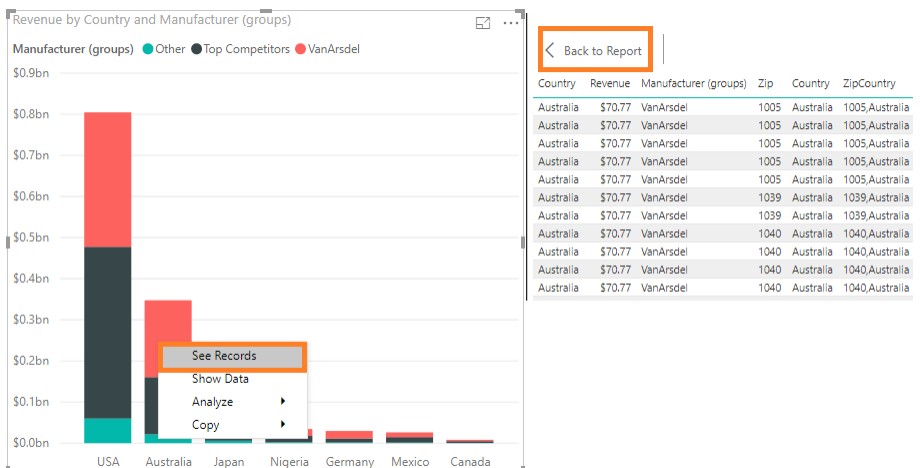 Revenue by Country and Manufacturer (groups)
Manufacturer (groups) Other Top Competitors VanArsdel
$0.9bn
$0.8bn
$0.7bn
$0.6bn
$0.5bn
$0.4bn
$0.3bn
$0.2bn
$0.1bn
$0.0bn
USA Australia Japan Nigeria Germany Mexico Canada
See Records
Show Data
Analyze
Copy
Back to Report
Country Revenue Manufacturer (groups) Zip Country ZipCountry
Australia $70.77 VanArsdel 1005 Australia 1005,Australia
Australia $70.77 VanArsdel 1005 Australia 1005,Australia
Australia $70.77 VanArsdel 1005 Australia 1005,Australia
Australia $70.77 VanArsdel 1005 Australia 1005,Australia
Australia $70.77 VanArsdel 1005 Australia 1005,Australia
Australia $70.77 VanArsdel 1039 Australia 1039,Australia
Australia $70.77 VanArsdel 1039 Australia 1039,Australia
Australia $70.77 VanArsdel 1040 Australia 1040,Australia
Australia $70.77 VanArsdel 1040 Australia 1040,Australia
Australia $70.77 VanArsdel 1040 Australia 1040,Australia
Australia $70.77 VanArsdel 1040 Australia 1040,Australia